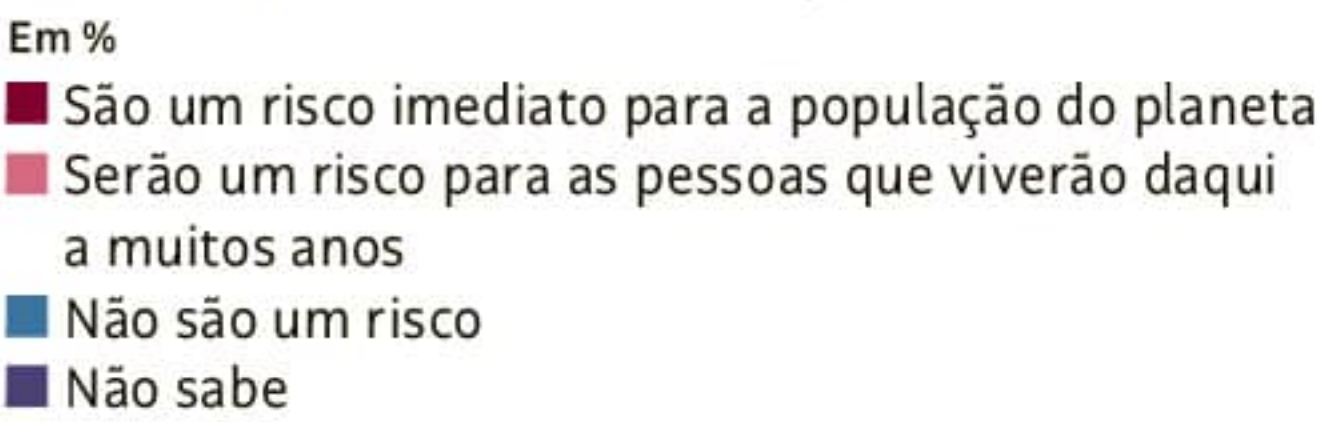 Em %
São um risco imediato para a população do planeta
Serão um risco para as pessoas que viverão daqui
a muitos anos
Não são um risco
Não sabe